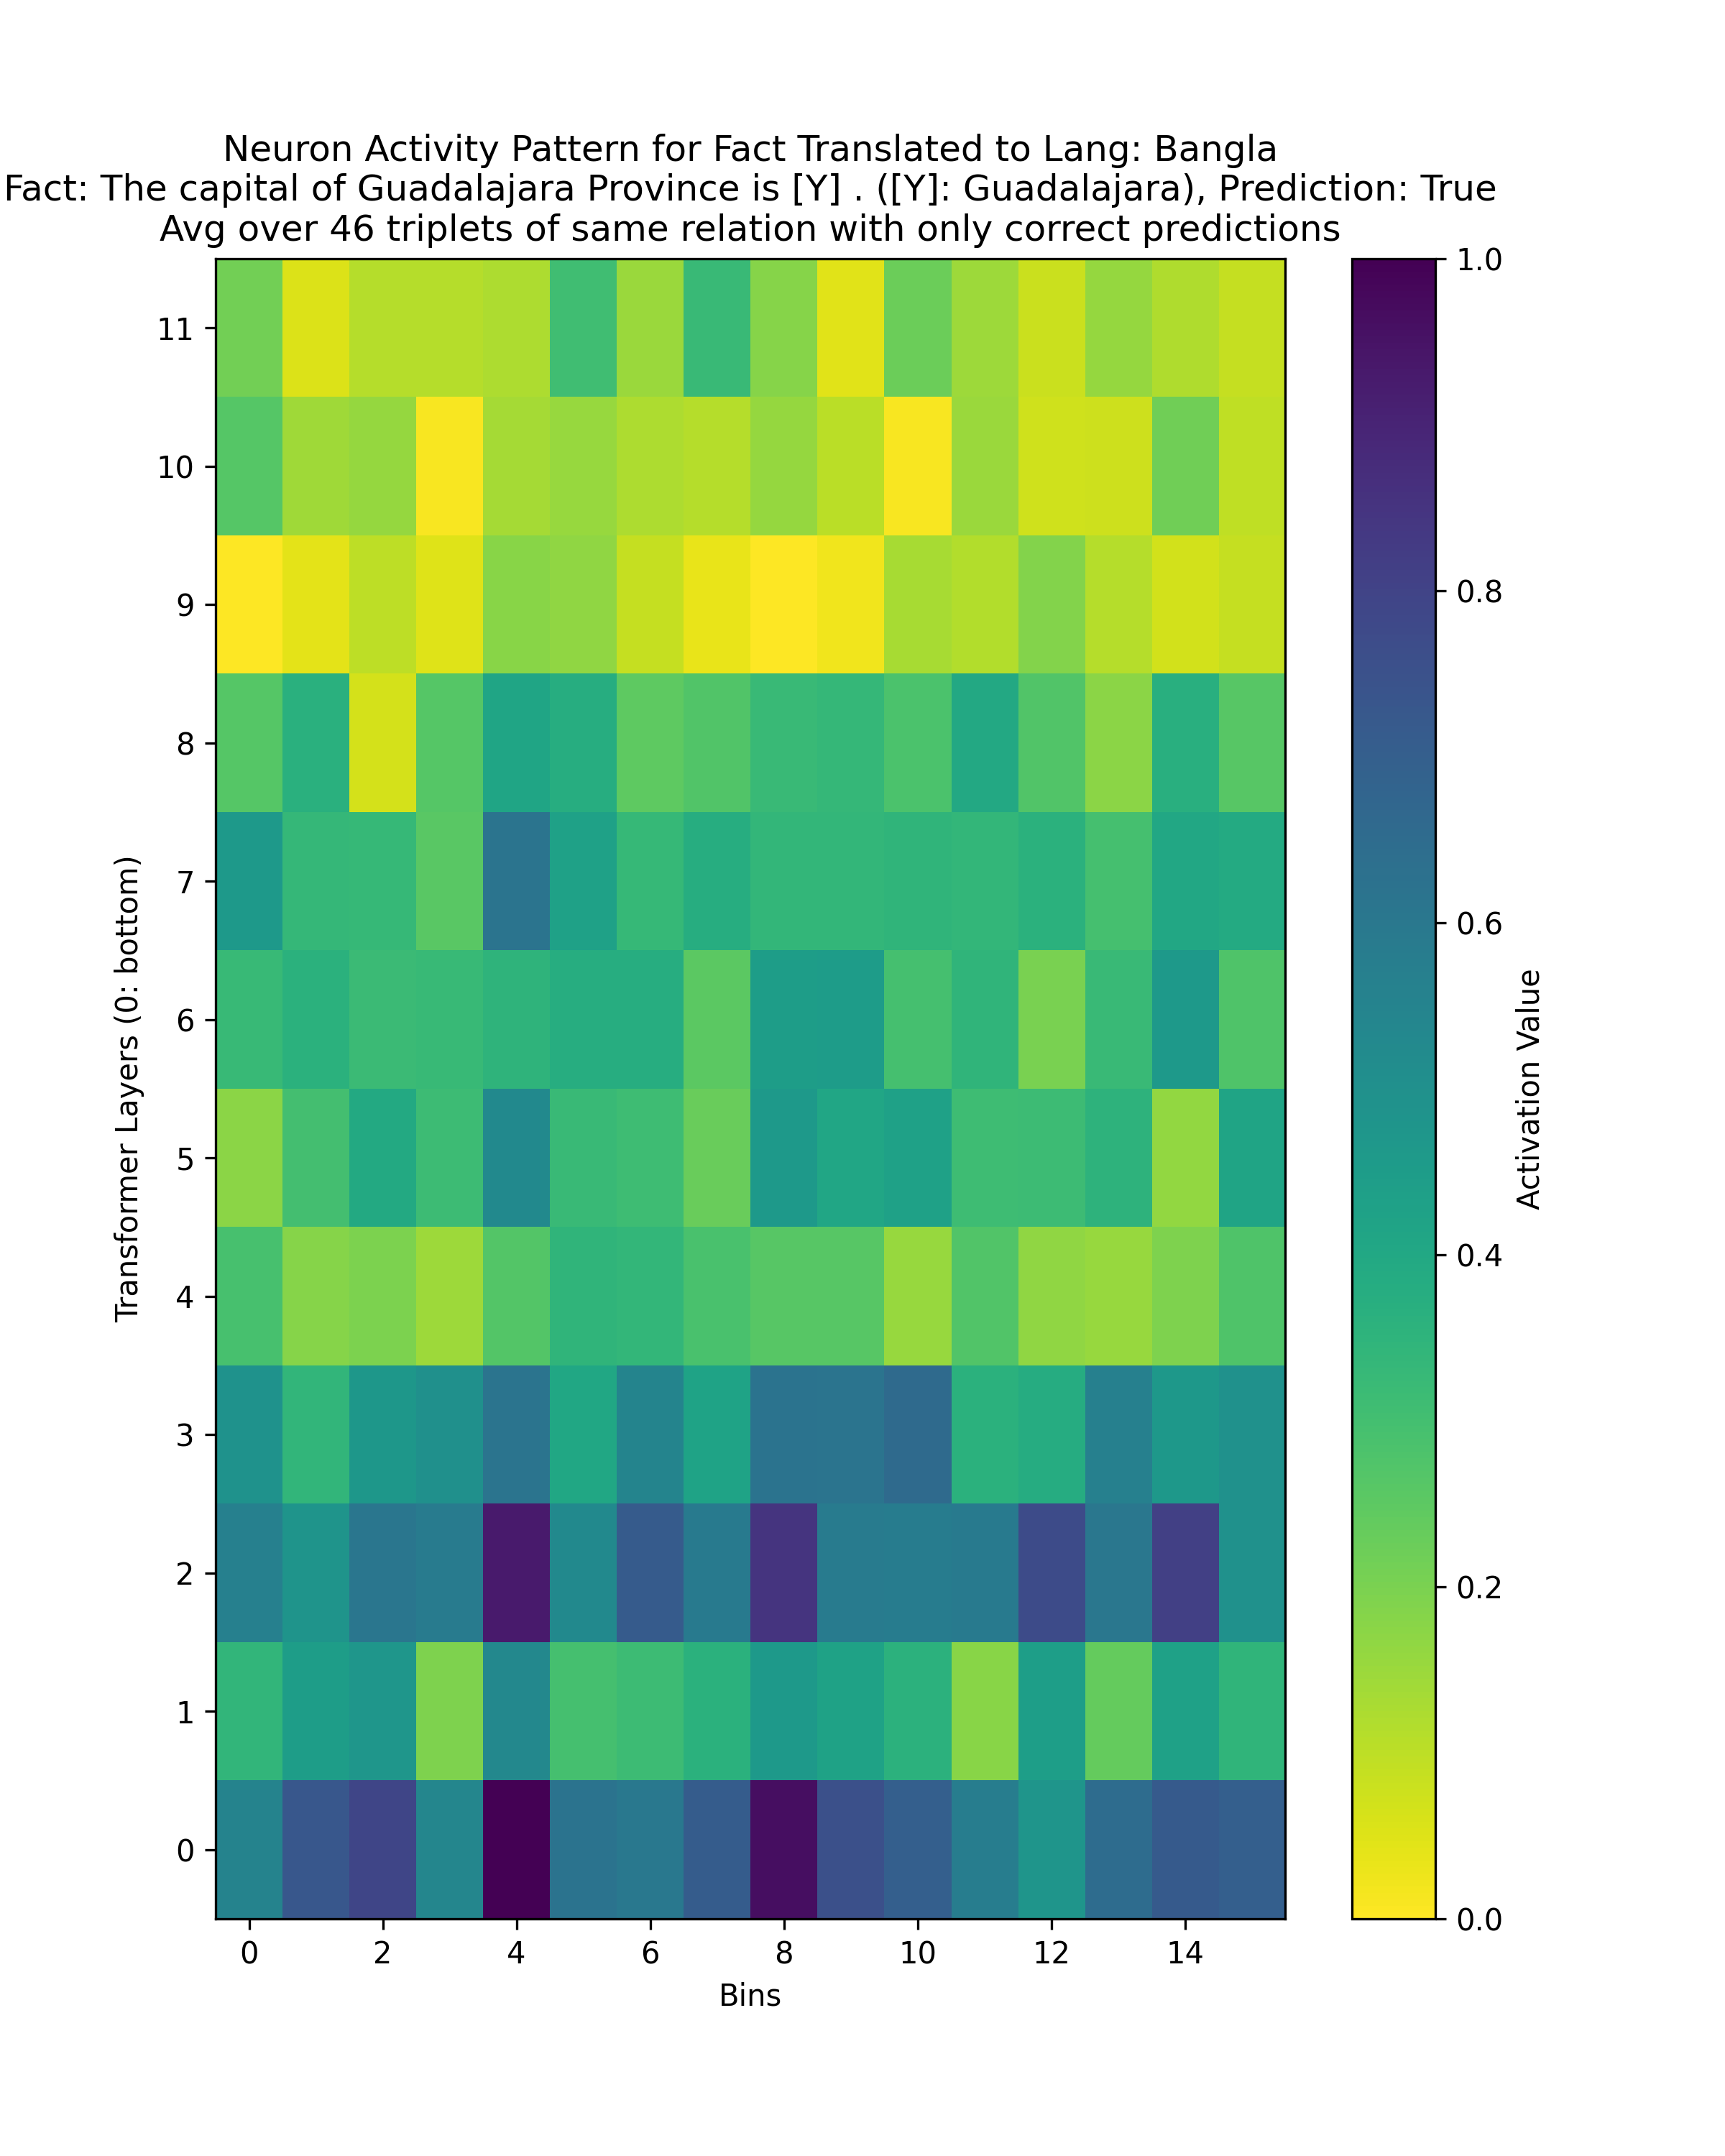 Neuron Activity Pattern for Fact Translated to Lang: Bangla
Fact: The capital of Guadalajara Province is [Y] . ([Y]: Guadalajara), Prediction: True
Avg over 46 triplets of same relation with only correct predictions
11
10
9
8
7
6
5
4
3
2
1
0
Transformer Layers (0: bottom)
0 2 4 6 8 10 12 14
Bins
1.0
0.8
0.6
0.4
0.2
0.0
Activation Value